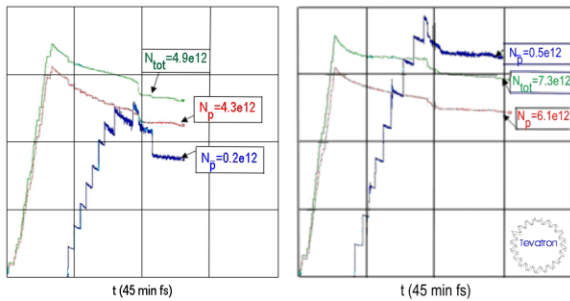 N_tot=4.9e12
N_p=4.3e12
N_p̄=0.2e12
t (45 min fs)
N_p̄=0.5e12
N_tot=7.3e12
N_p=6.1e12
Tevatron
t (45 min fs)